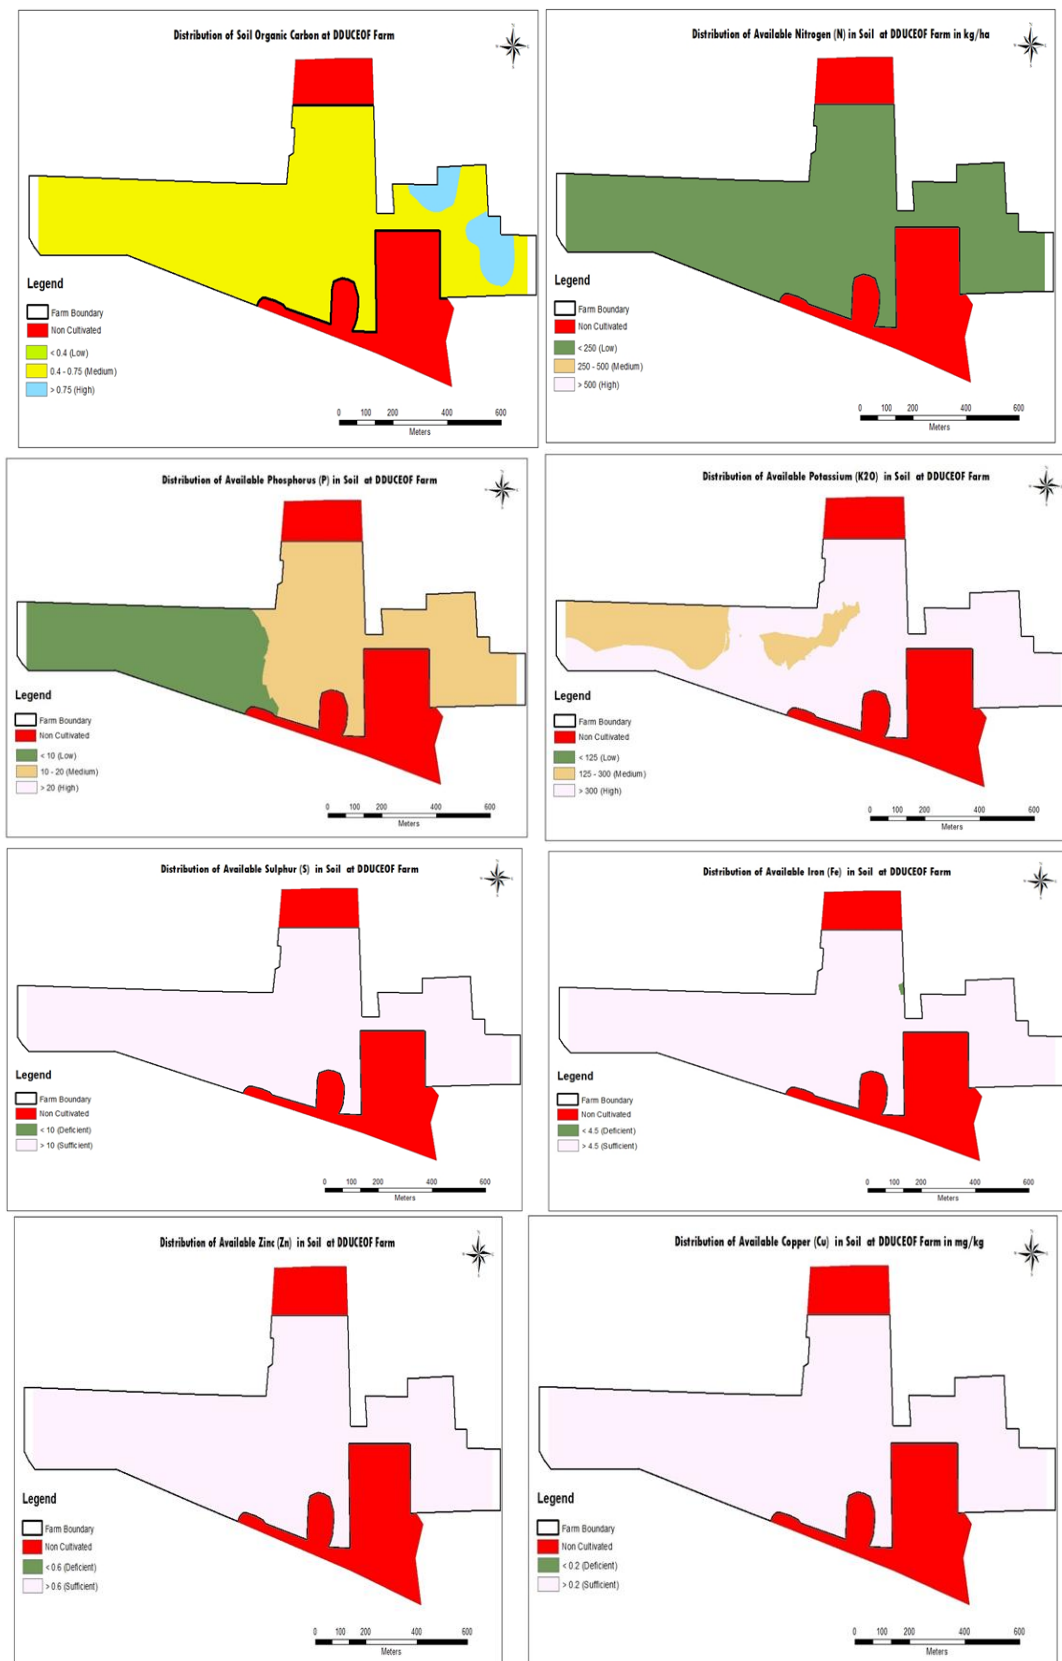 Distribution of Soil Organic Carbon at DDUCEOF Farm
Legend
Farm Boundary
Non Cultivated
< 0.4 (Low)
0.4 - 0.75 (Medium)
> 0.75 (High)
0 100 200 400 600
Meters
Distribution of Available Nitrogen (N) in Soil at DDUCEOF Farm in kg/ha
Legend
Farm Boundary
Non Cultivated
< 250 (Low)
250 - 500 (Medium)
> 500 (High)
0 100 200 400 600
Meters
Distribution of Available Phosphorus (P) in Soil at DDUCEOF Farm
Legend
Farm Boundary
Non Cultivated
< 10 (Low)
10 - 20 (Medium)
> 20 (High)
0 100 200 400 600
Meters
Distribution of Available Potassium (K2O) in Soil at DDUCEOF Farm
Legend
Farm Boundary
Non Cultivated
< 125 (Low)
125 - 300 (Medium)
> 300 (High)
0 100 200 400 600
Meters
Distribution of Available Sulphur (S) in Soil at DDUCEOF Farm
Legend
Farm Boundary
Non Cultivated
< 10 (Deficient)
> 10 (Sufficient)
0 100 200 400 600
Meters
Distribution of Available Iron (Fe) in Soil at DDUCEOF Farm
Legend
Farm Boundary
Non Cultivated
< 4.5 (Deficient)
> 4.5 (Sufficient)
0 100 200 400 600
Meters
Distribution of Available Zinc (Zn) in Soil at DDUCEOF Farm
Legend
Farm Boundary
Non Cultivated
< 0.6 (Deficient)
> 0.6 (Sufficient)
0 100 200 400 600
Meters
Distribution of Available Copper (Cu) in Soil at DDUCEOF Farm in mg/kg
Legend
Farm Boundary
Non Cultivated
< 0.2 (Deficient)
> 0.2 (Sufficient)
0 100 200 400 600
Meters